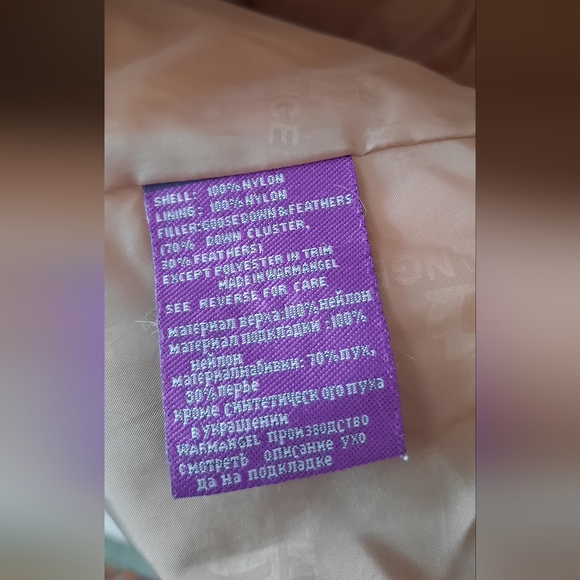 SHELL: 100% NYLON
LINING: 100% NYLON
FILLER:GOOSE DOWN & FEATHERS
(70% DOWN CLUSTER,
30% FEATHERS)
EXCEPT POLYESTER IN TRIM
MADE IN WARMANGEL
SEE REVERSE FOR CARE
материал верха:100% нейлон
материал подкладки :100%
нейлон
материал набивки: 70% пух,
30% перье
кроме синтетического пуха
в украшении
WARMANGEL производство
смотреть описание ухо
да на подкладке